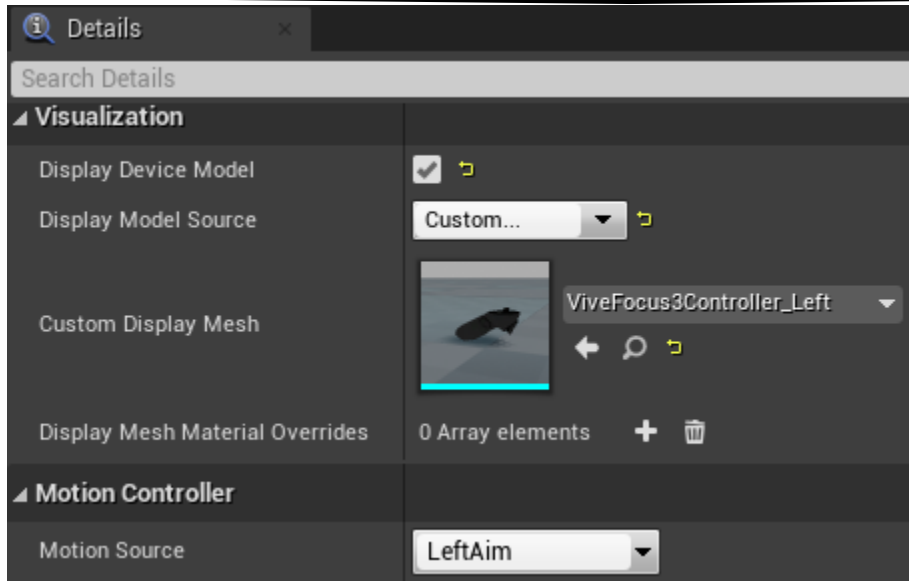 Details
Search Details
Visualization
Display Device Model
Display Model Source Custom...
Custom Display Mesh ViveFocus3Controller_Left
Display Mesh Material Overrides 0 Array elements
Motion Controller
Motion Source LeftAim